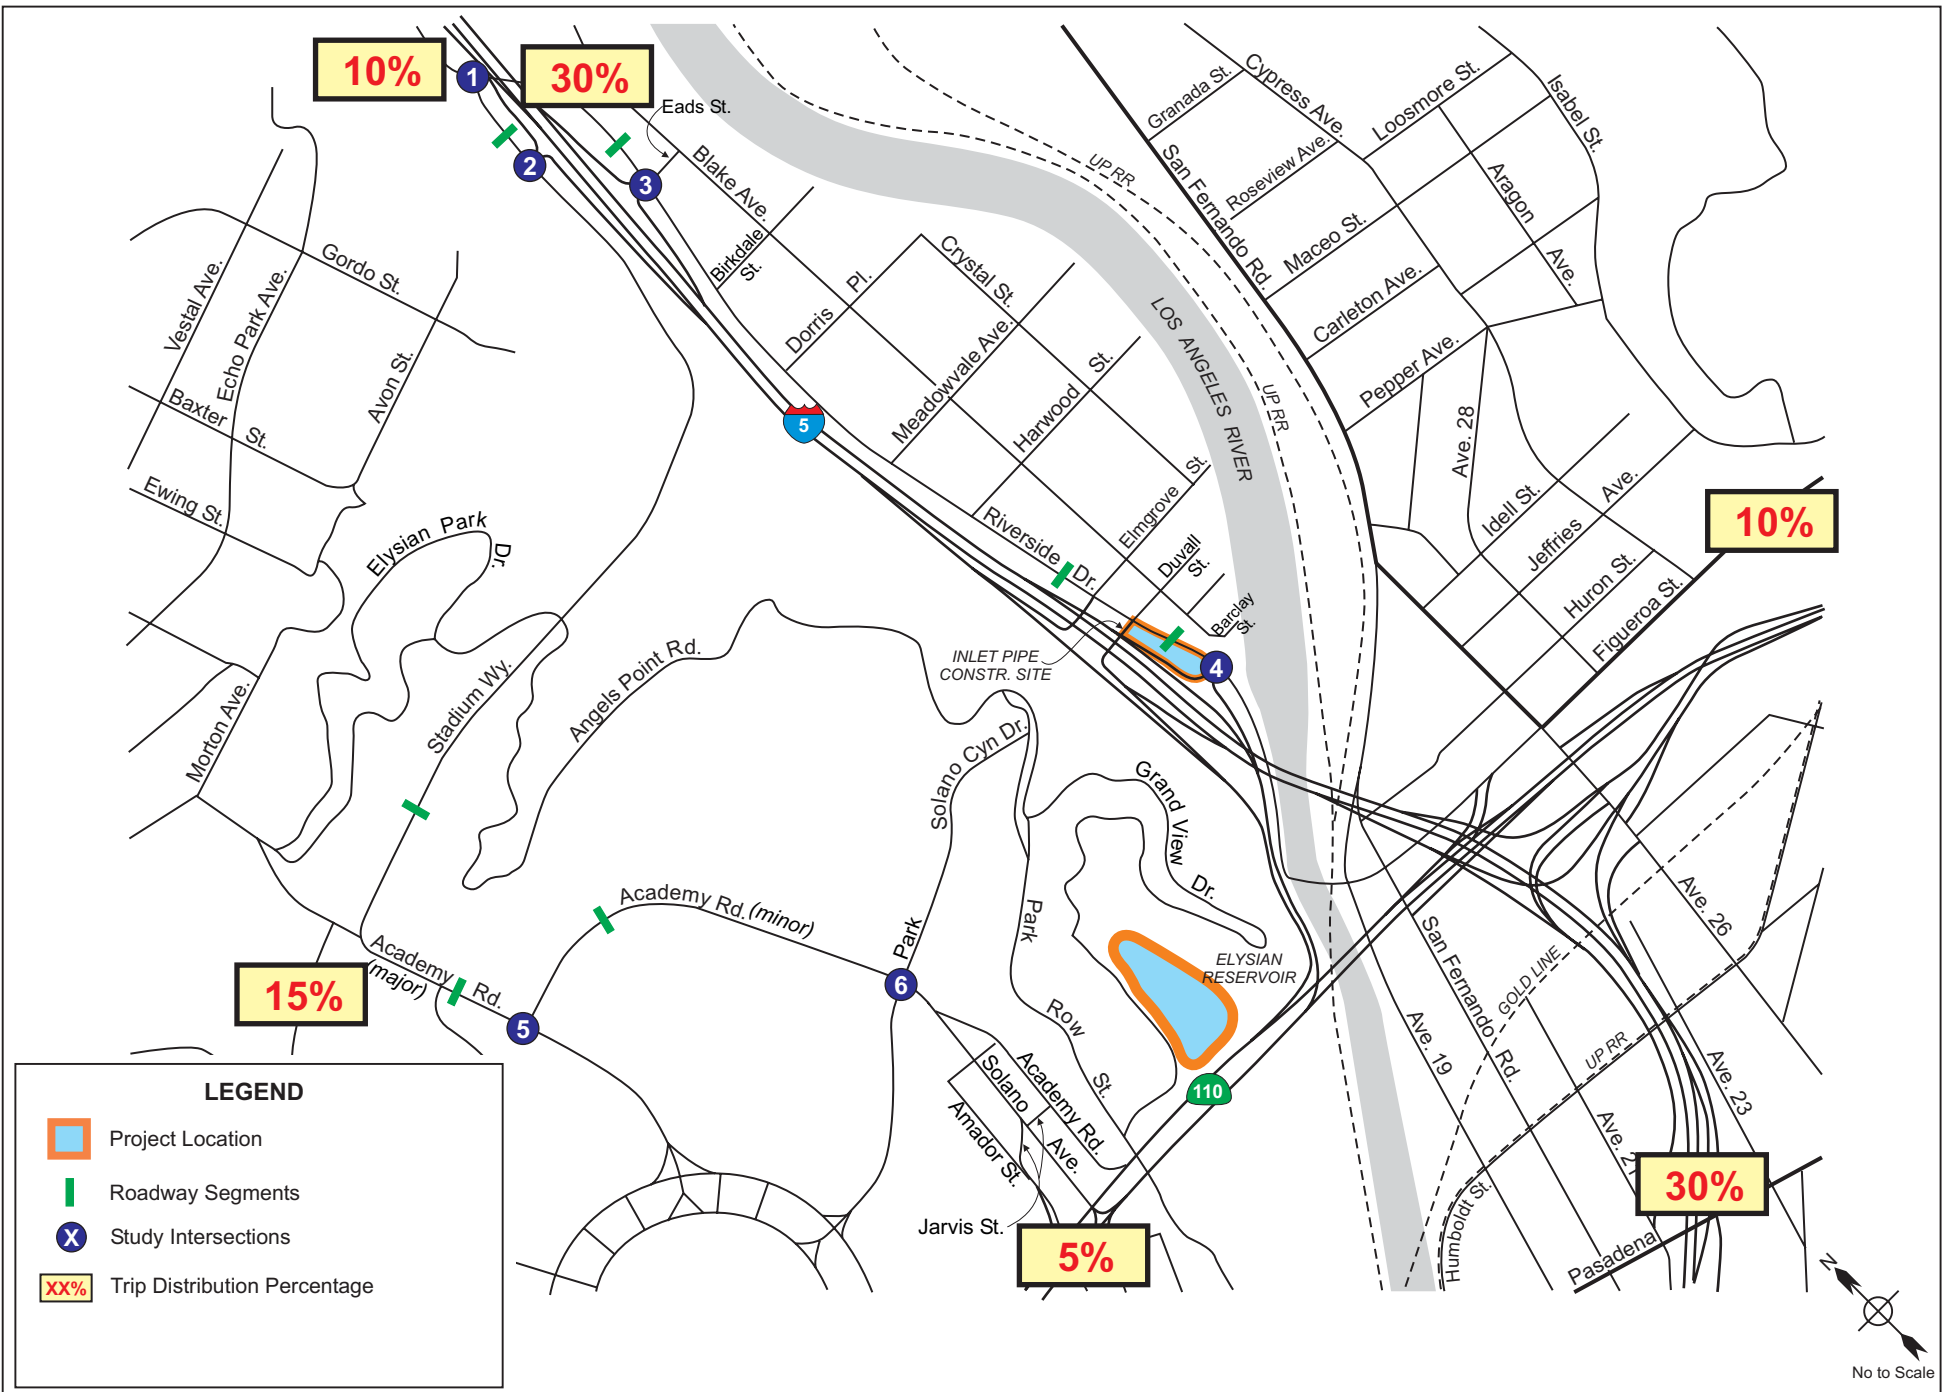 10%
30%
1
2
3
Eads St.
Blake Ave.
Birkdale
St.
Dorris Pl.
Crystal St.
Meadowvale Ave.
Harwood St.
Elmgrove St.
Duvall
St.
Barclay
St.
Riverside Dr.
5
LOS ANGELES RIVER
UP RR
UP RR
San Fernando Rd.
Granada St.
Cypress Ave.
Roseview Ave.
Loosmore St.
Isabel St.
Maceo St.
Aragon Ave.
Carleton Ave.
Pepper Ave.
Ave. 28
Idell St.
Jeffries Ave.
Huron St.
Figueroa St.
10%
Vestal Ave.
Echo Park Ave.
Gordo St.
Avon St.
Baxter St.
Ewing St.
Elysian Park Dr.
Morton Ave.
Stadium Wy.
Angels Point Rd.
INLET PIPE
CONSTR. SITE
4
Solano Cyn Dr.
Grand View Dr.
Academy Rd. (minor)
Academy Rd.
(major)
15%
5
6
Park
Park Row St.
ELYSIAN
RESERVOIR
110
Solano Ave.
Academy Rd.
Amador St.
Jarvis St.
5%
San Fernando Rd.
Ave. 19
Ave. 26
GOLD LINE
UP RR
Ave. 23
Ave. 2
30%
Humboldt St.
Pasadena
N
No to Scale
LEGEND
Project Location
Roadway Segments
X Study Intersections
XX% Trip Distribution Percentage